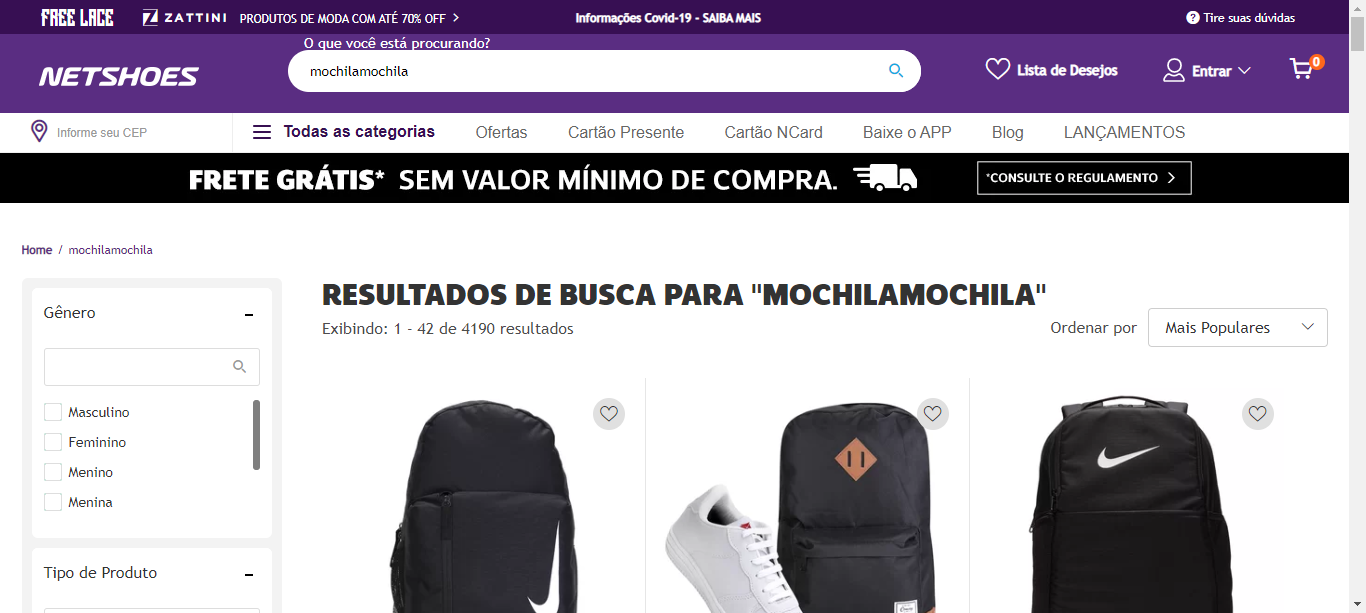 FREE LACE
ZATTINI PRODUTOS DE MODA COM ATÉ 70% OFF
Informações Covid-19 - SAIBA MAIS
? Tire suas dúvidas
O que você está procurando?
NETSHOES
mochilamochila
Lista de Desejos
Entrar
0
Informe seu CEP
Todas as categorias
Ofertas
Cartão Presente
Cartão NCard
Baixe o APP
Blog
LANÇAMENTOS
FRETE GRÁTIS* SEM VALOR MÍNIMO DE COMPRA.
*CONSULTE O REGULAMENTO
Home / mochilamochila
Gênero
Masculino
Feminino
Menino
Menina
Tipo de Produto
RESULTADOS DE BUSCA PARA "MOCHILAMOCHILA"
Exibindo: 1 - 42 de 4190 resultados
Ordenar por
Mais Populares